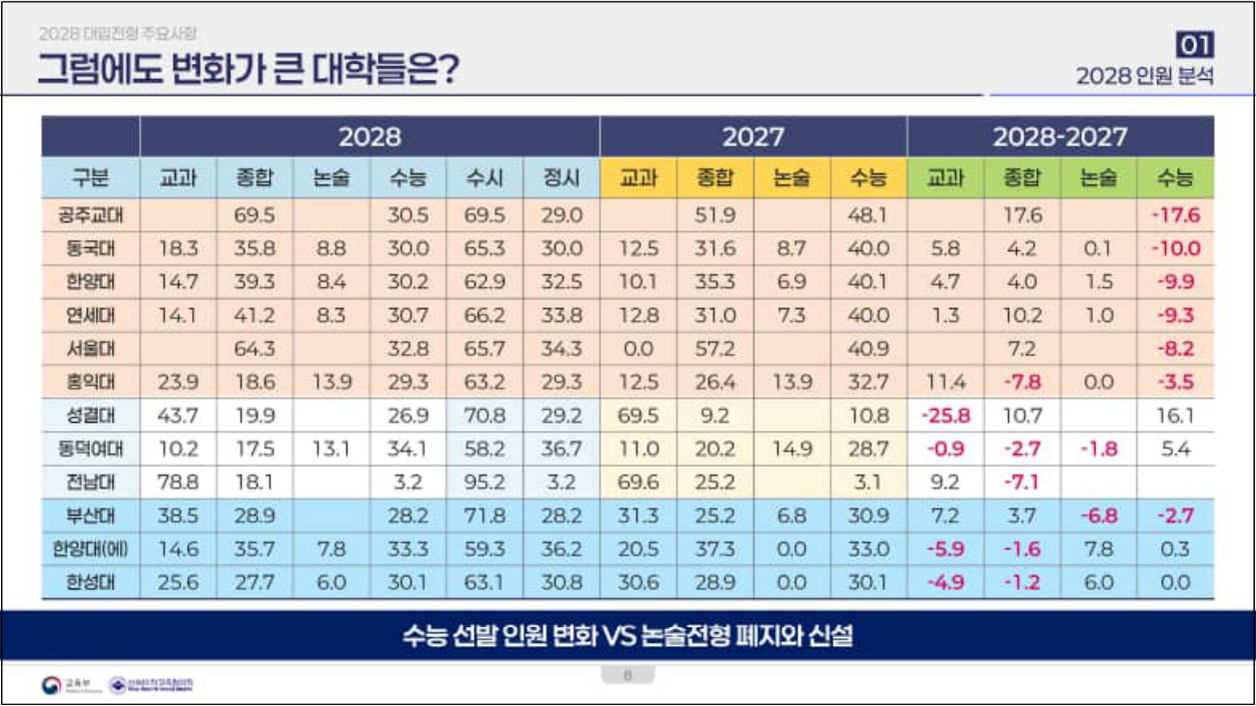 2028 대입전형 주요사항
그럼에도 변화가 큰 대학들은?
01
2028 인원 분석
2028 2027 2028-2027
구분 교과 종합 논술 수능 수시 정시 교과 종합 논술 수능 교과 종합 논술 수능
공주교대 69.5 30.5 69.5 29.0 51.9 48.1 17.6 -17.6
동국대 18.3 35.8 8.8 30.0 65.3 30.0 12.5 31.6 8.7 40.0 5.8 4.2 0.1 -10.0
한양대 14.7 39.3 8.4 30.2 62.9 32.5 10.1 35.3 6.9 40.1 4.7 4.0 1.5 -9.9
연세대 14.1 41.2 8.3 30.7 66.2 33.8 12.8 31.0 7.3 40.0 1.3 10.2 1.0 -9.3
서울대 64.3 32.8 65.7 34.3 0.0 57.2 40.9 7.2 -8.2
홍익대 23.9 18.6 13.9 29.3 63.2 29.3 12.5 26.4 13.9 32.7 11.4 -7.8 0.0 -3.5
성결대 43.7 19.9 26.9 70.8 29.2 69.5 9.2 10.8 -25.8 10.7 16.1
동덕여대 10.2 17.5 13.1 34.1 58.2 36.7 11.0 20.2 14.9 28.7 -0.9 -2.7 -1.8 5.4
전남대 78.8 18.1 3.2 95.2 3.2 69.6 25.2 3.1 9.2 -7.1
부산대 38.5 28.9 28.2 71.8 28.2 31.3 25.2 6.8 30.9 7.2 3.7 -6.8 -2.7
한양대(에) 14.6 35.7 7.8 33.3 59.3 36.2 20.5 37.3 0.0 33.0 -5.9 -1.6 7.8 0.3
한성대 25.6 27.7 6.0 30.1 63.1 30.8 30.6 28.9 0.0 30.1 -4.9 -1.2 6.0 0.0
수능 선발 인원 변화 VS 논술전형 폐지와 신설
교육부
6